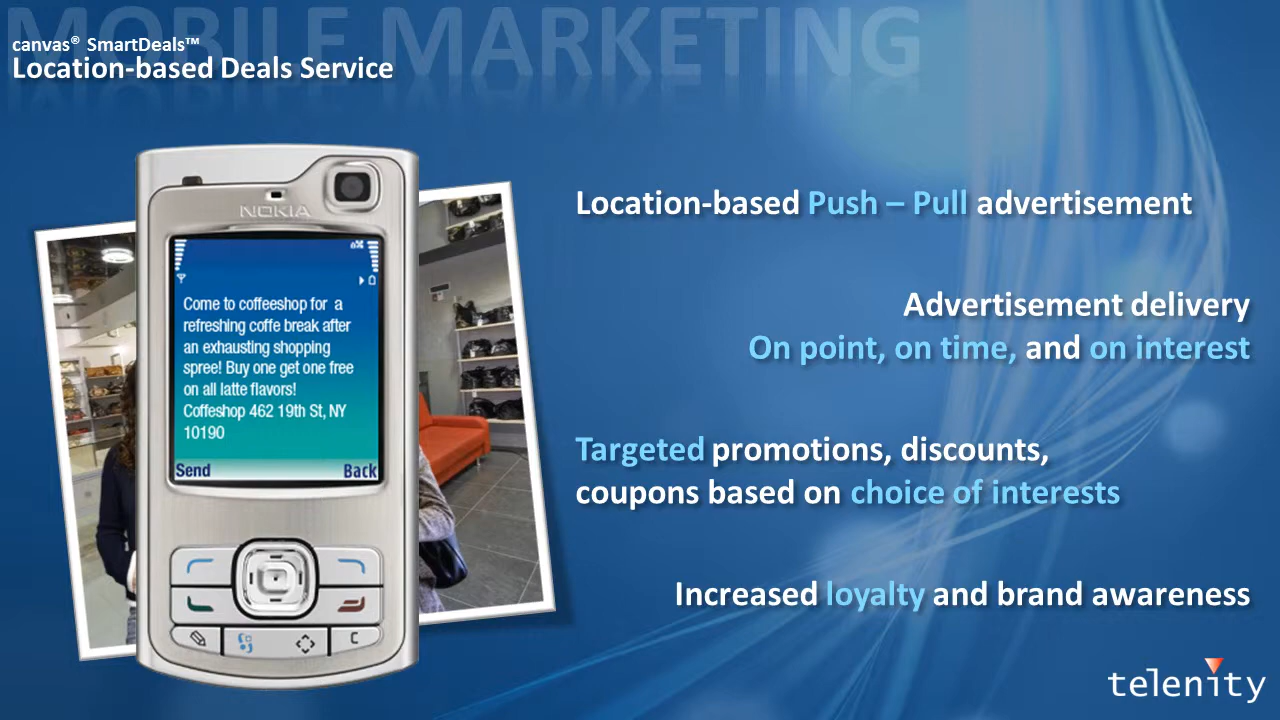 MOBILE MARKETING
canvas® SmartDeals™
Location-based Deals Service
NOKIA
Come to coffeeshop for a
refreshing coffe break after
an exhausting shopping
spree! Buy one get one free
on all latte flavors!
Coffeshop 462 19th St, NY
10190
Send Back
C
Location-based Push – Pull advertisement
Advertisement delivery
On point, on time, and on interest
Targeted promotions, discounts,
coupons based on choice of interests
Increased loyalty and brand awareness
telenity